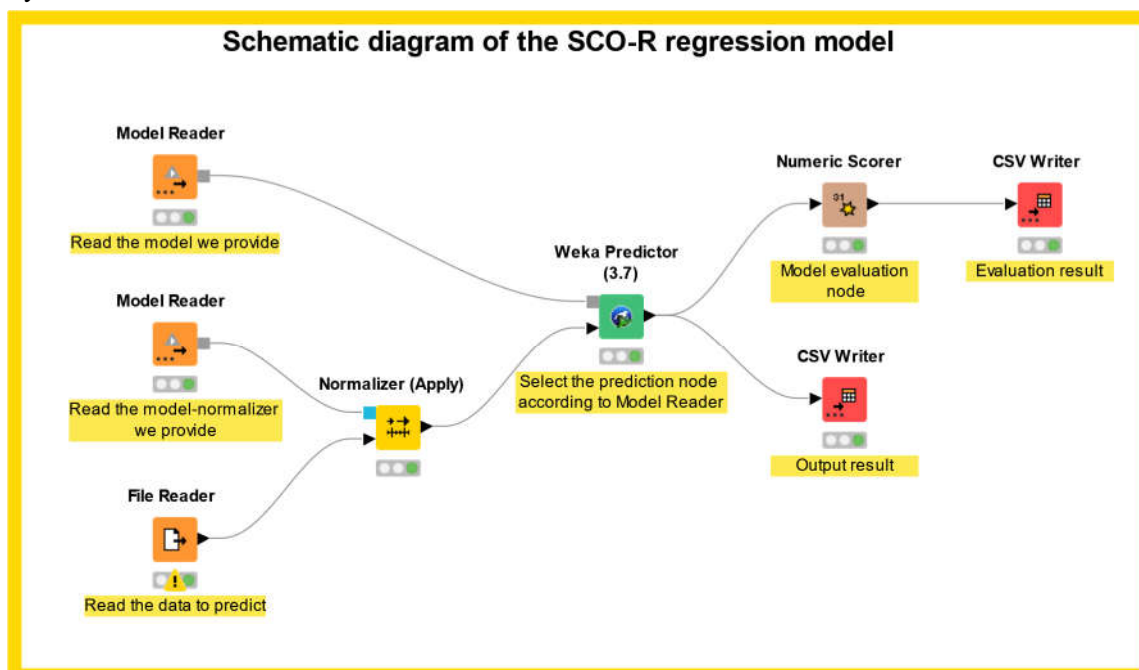 Schematic diagram of the SCO-R regression model
Model Reader
Read the model we provide
Model Reader
Read the model-normalizer
we provide
File Reader
Read the data to predict
Normalizer (Apply)
Weka Predictor
(3.7)
Select the prediction node
according to Model Reader
Numeric Scorer
31
Model evaluation
node
CSV Writer
Evaluation result
CSV Writer
Output result